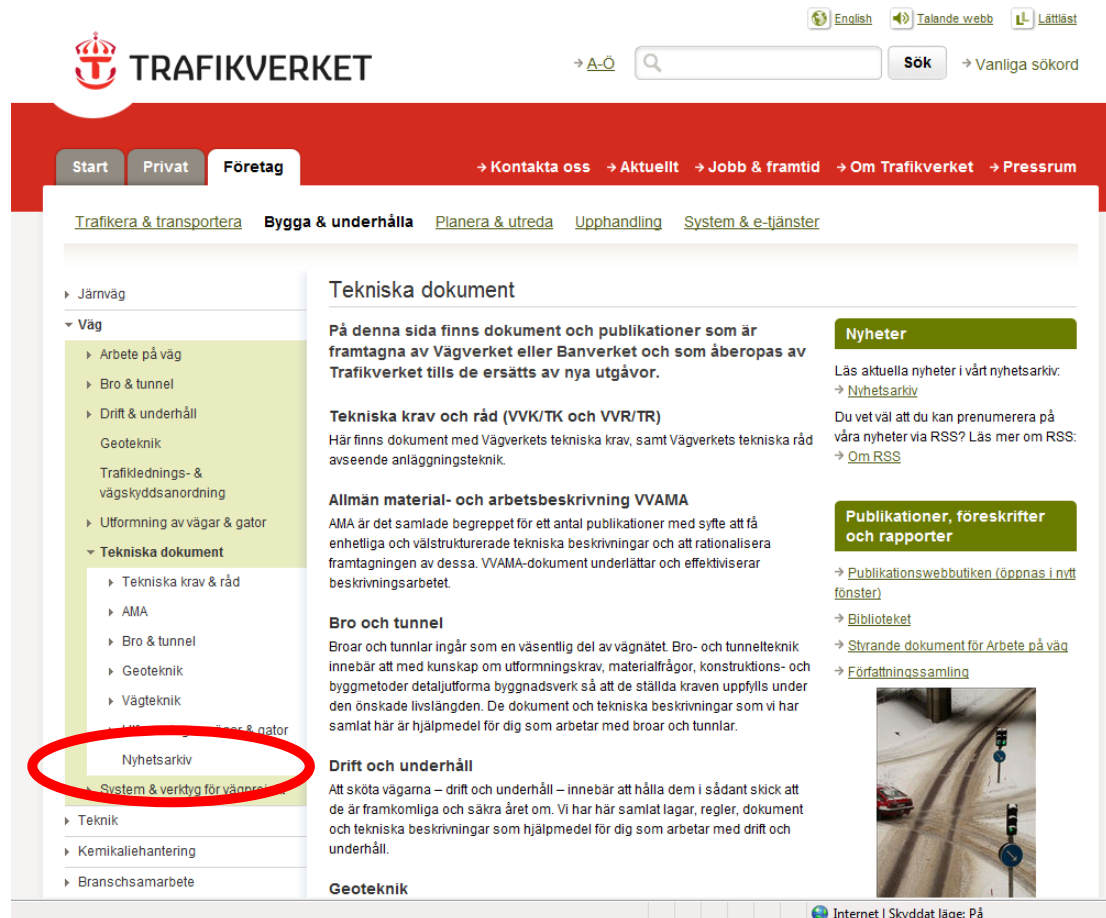 English Talande webb Lättläst
TRAFIKVERKET
A-Ö Sök Vanliga sökord
Start Privat Företag Kontakta oss Aktuellt Jobb & framtid Om Trafikverket Pressrum
Trafikera & transportera Bygga & underhålla Planera & utreda Upphandling System & e-tjänster
Järnväg
Väg
Arbete på väg
Bro & tunnel
Drift & underhåll
Geoteknik
Trafiklednings- &
vägskyddsanordning
Utformning av vägar & gator
Tekniska dokument
Tekniska krav & råd
AMA
Bro & tunnel
Geoteknik
Vägteknik
& gator
Nyhetsarkiv
System & verktyg för
Teknik
Kemikaliehantering
Branschsamarbete
Tekniska dokument
På denna sida finns dokument och publikationer som är
framtagna av Vägverket eller Banverket och som åberopas av
Trafikverket tills de ersätts av nya utgåvor.
Tekniska krav och råd (VVK/TK och VVR/TR)
Här finns dokument med Vägverkets tekniska krav, samt Vägverkets tekniska råd
avseende anläggningsteknik.
Allmän material- och arbetsbeskrivning VVAMA
AMA är det samlade begreppet för ett antal publikationer med syfte att få
enhetliga och välstrukturerade tekniska beskrivningar och att rationalisera
framtagningen av dessa. VVAMA-dokument underlättar och effektiviserar
beskrivningsarbetet.
Bro och tunnel
Broar och tunnlar ingår som en väsentlig del av vägnätet. Bro- och tunnelteknik
innebär att med kunskap om utformningskrav, materialfrågor, konstruktions- och
byggmetoder detaljutforma byggnadsverk så att de ställda kraven uppfylls under
den önskade livslängden. De dokument och tekniska beskrivningar som vi har
samlat här är hjälpmedel för dig som arbetar med broar och tunnlar.
Drift och underhåll
Att sköta vägarna – drift och underhåll – innebär att hålla dem i sådant skick att
de är framkomliga och säkra året om. Vi har här samlat lagar, regler, dokument
och tekniska beskrivningar som hjälpmedel för dig som arbetar med drift och
underhåll.
Geoteknik
Nyheter
Läs aktuella nyheter i vårt nyhetsarkiv:
Nyhetsarkiv
Du vet väl att du kan prenumerera på
våra nyheter via RSS? Läs mer om RSS:
Om RSS
Publikationer, föreskrifter
och rapporter
Publikationswebbutiken (öppnas i nytt
fönster)
Biblioteket
Styrande dokument för Arbete på väg
Författningssamling
Internet | Skyddat läge: På